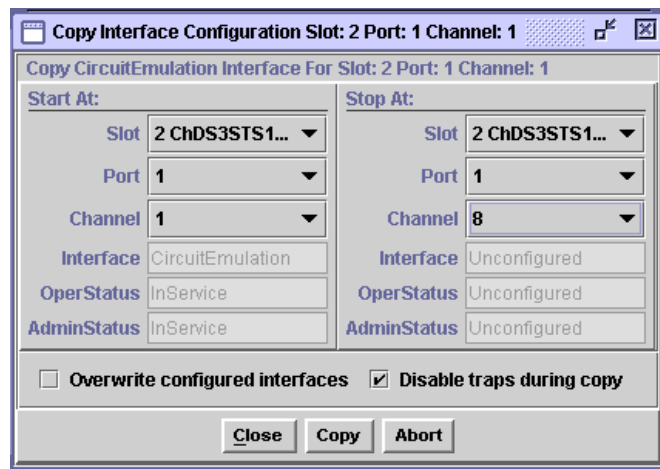 Copy Interface Configuration Slot: 2 Port: 1 Channel: 1
Copy CircuitEmulation Interface For Slot: 2 Port: 1 Channel: 1
Start At:
Slot 2 ChDS3STS1...
Port 1
Channel 1
Interface CircuitEmulation
OperStatus InService
AdminStatus InService
Stop At:
Slot 2 ChDS3STS1...
Port 1
Channel 8
Interface Unconfigured
OperStatus Unconfigured
AdminStatus Unconfigured
Overwrite configured interfaces Disable traps during copy
Close Copy Abort